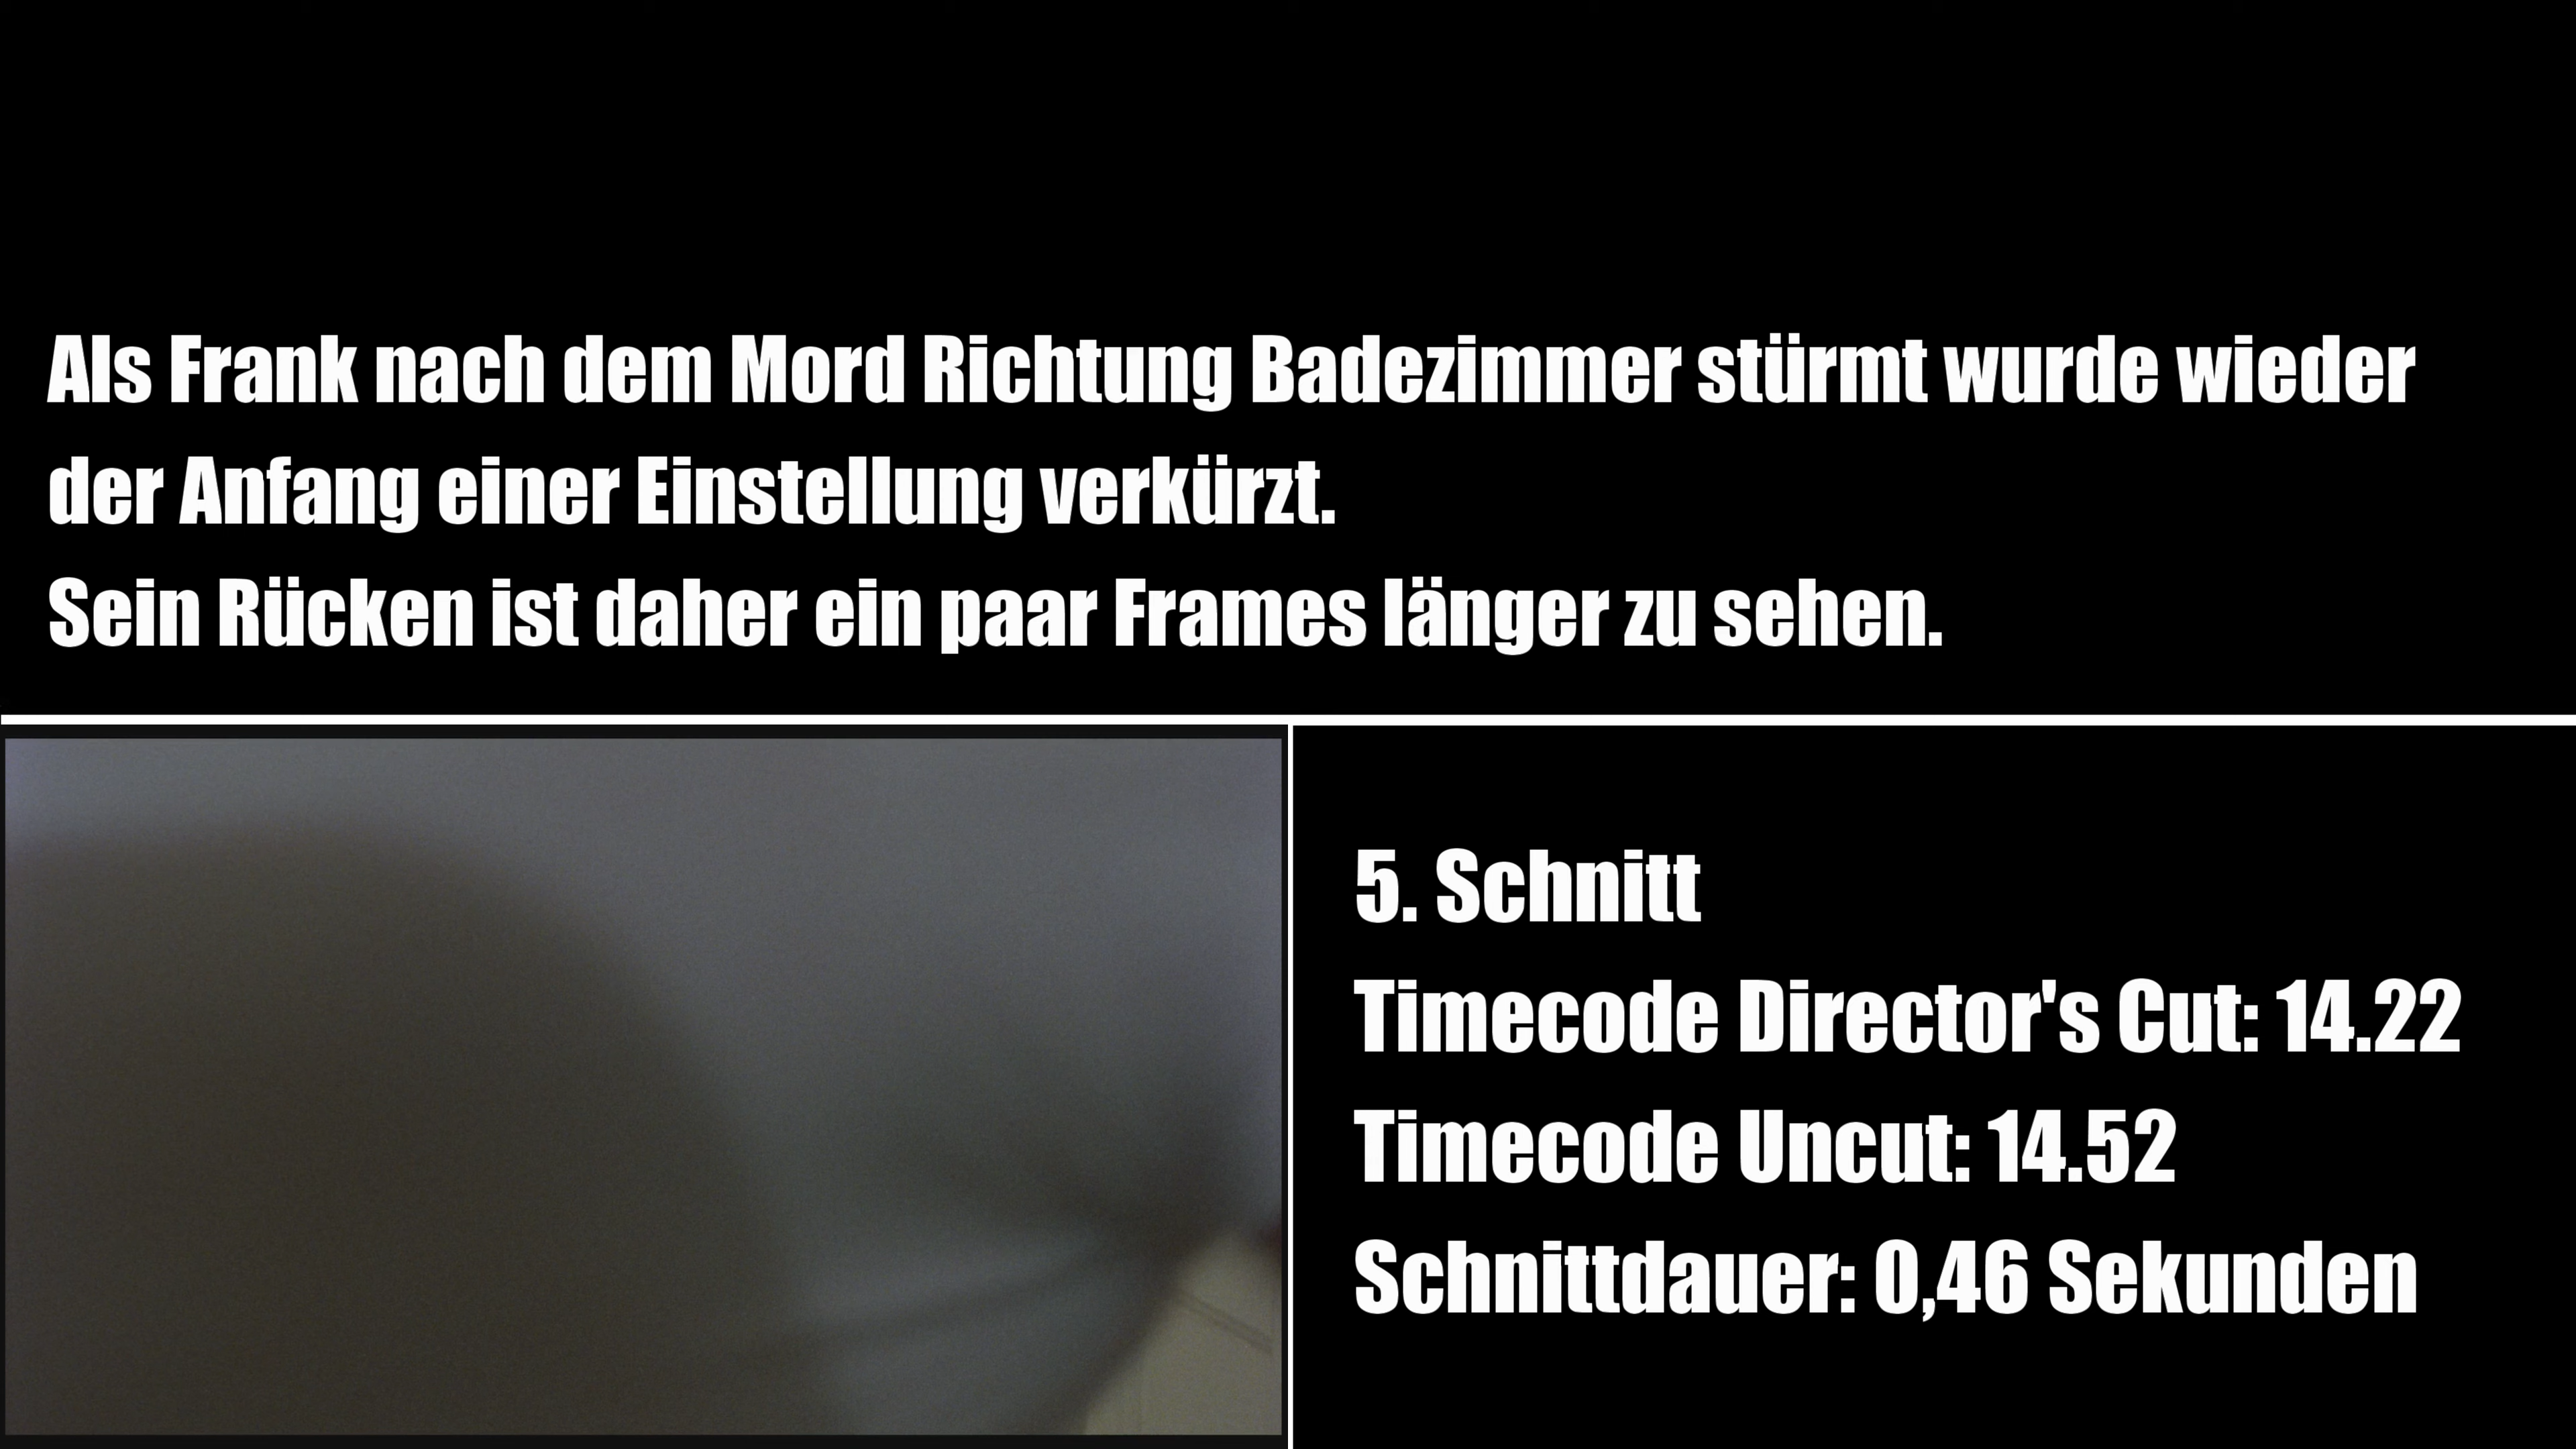 Als Frank nach dem Mord Richtung Badezimmer stürmt wurde wieder
der Anfang einer Einstellung verkürzt.
Sein Rücken ist daher ein paar Frames länger zu sehen.
5. Schnitt
Timecode Director's Cut: 14.22
Timecode Uncut: 14.52
Schnittdauer: 0,46 Sekunden